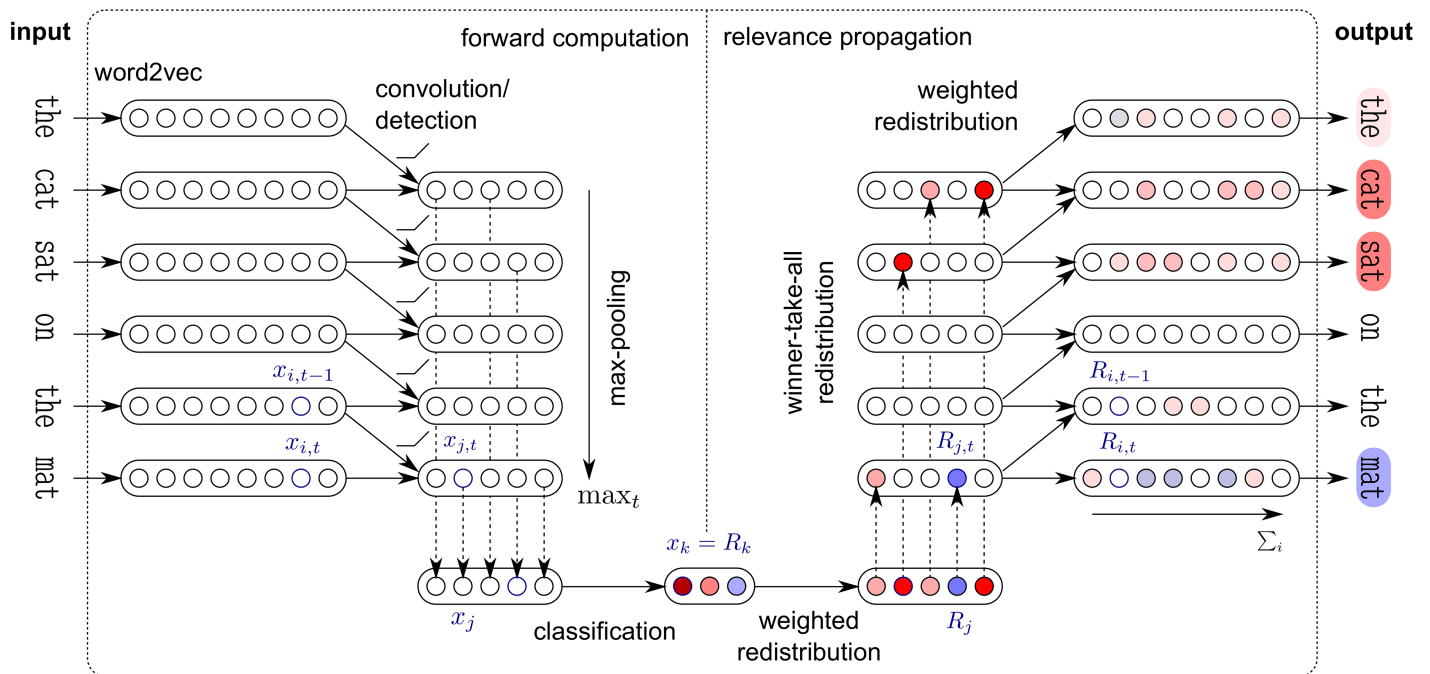 input
forward computation
relevance propagation
output
word2vec
convolution/
detection
weighted
redistribution
the
cat
sat
on
the
mat
x_{i,t−1}
x_{i,t}
x_{j,t}
max-pooling
max_t
winner-take-all
redistribution
R_{i,t−1}
R_{j,t}
R_{i,t}
the
cat
sat
on
the
mat
Σ_i
x_k = R_k
x_j
classification
weighted
redistribution
R_j